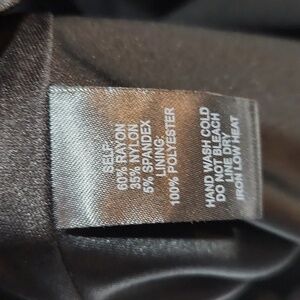 SELF:
60% RAYON
35% NYLON
5% SPANDEX
LINING:
100% POLYESTER
HAND WASH COLD
DO NOT BLEACH
LINE DRY
IRON LOW HEAT